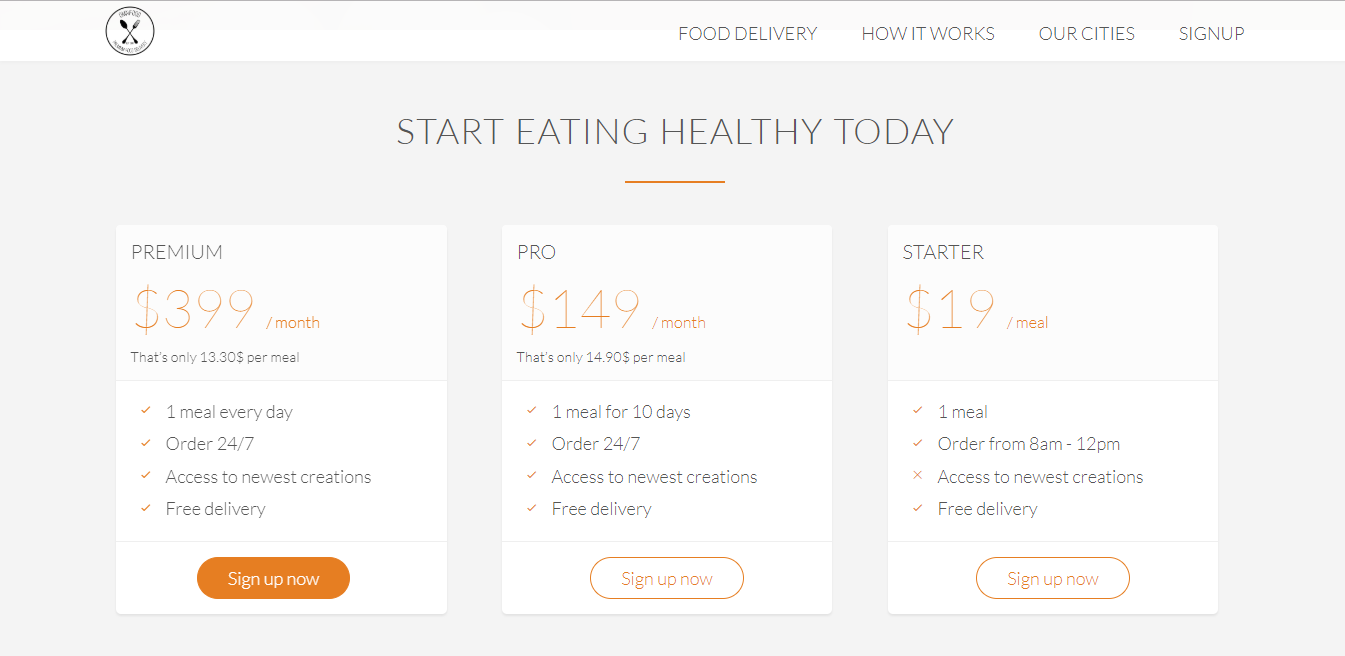 FOOD DELIVERY
HOW IT WORKS
OUR CITIES
SIGNUP
START EATING HEALTHY TODAY
PREMIUM
$399 / month
That's only 13.30$ per meal
1 meal every day
Order 24/7
Access to newest creations
Free delivery
Sign up now
PRO
$149 / month
That's only 14.90$ per meal
1 meal for 10 days
Order 24/7
Access to newest creations
Free delivery
Sign up now
STARTER
$19 / meal
1 meal
Order from 8am - 12pm
Access to newest creations
Free delivery
Sign up now